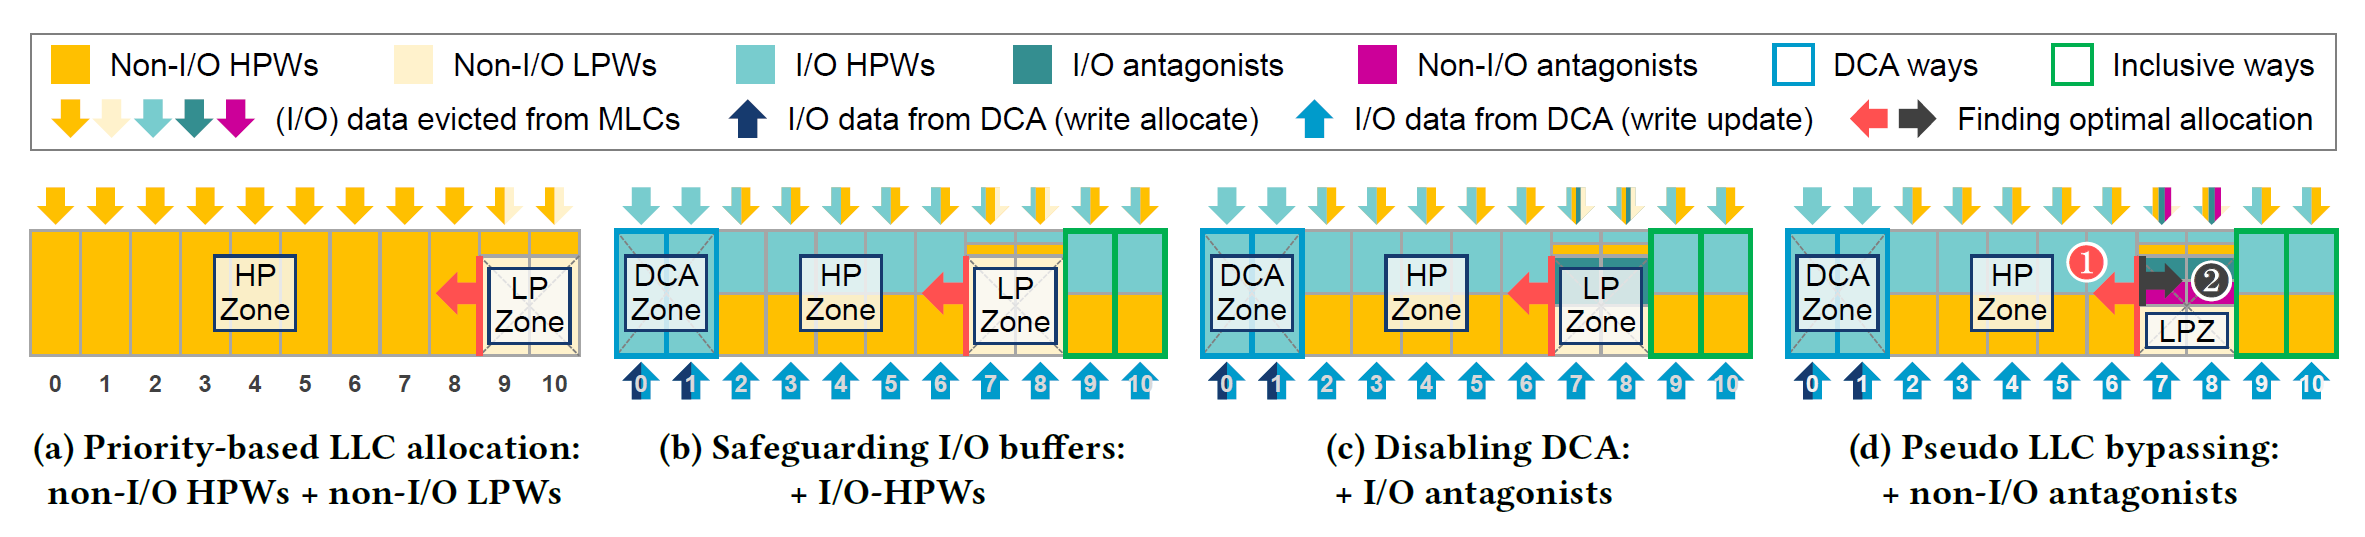 Non-I/O HPWs Non-I/O LPWs I/O HPWs I/O antagonists Non-I/O antagonists DCA ways Inclusive ways
(I/O) data evicted from MLCs I/O data from DCA (write allocate) I/O data from DCA (write update) Finding optimal allocation
HP Zone
LP Zone
0 1 2 3 4 5 6 7 8 9 10
(a) Priority-based LLC allocation:
non-I/O HPWs + non-I/O LPWs
DCA Zone
HP Zone
LP Zone
0 1 2 3 4 5 6 7 8 9 10
(b) Safeguarding I/O buffers:
+ I/O-HPWs
DCA Zone
HP Zone
LP Zone
0 1 2 3 4 5 6 7 8 9 10
(c) Disabling DCA:
+ I/O antagonists
DCA Zone
HP Zone
1
2
LPZ
0 1 2 3 4 5 6 7 8 9 10
(d) Pseudo LLC bypassing:
+ non-I/O antagonists